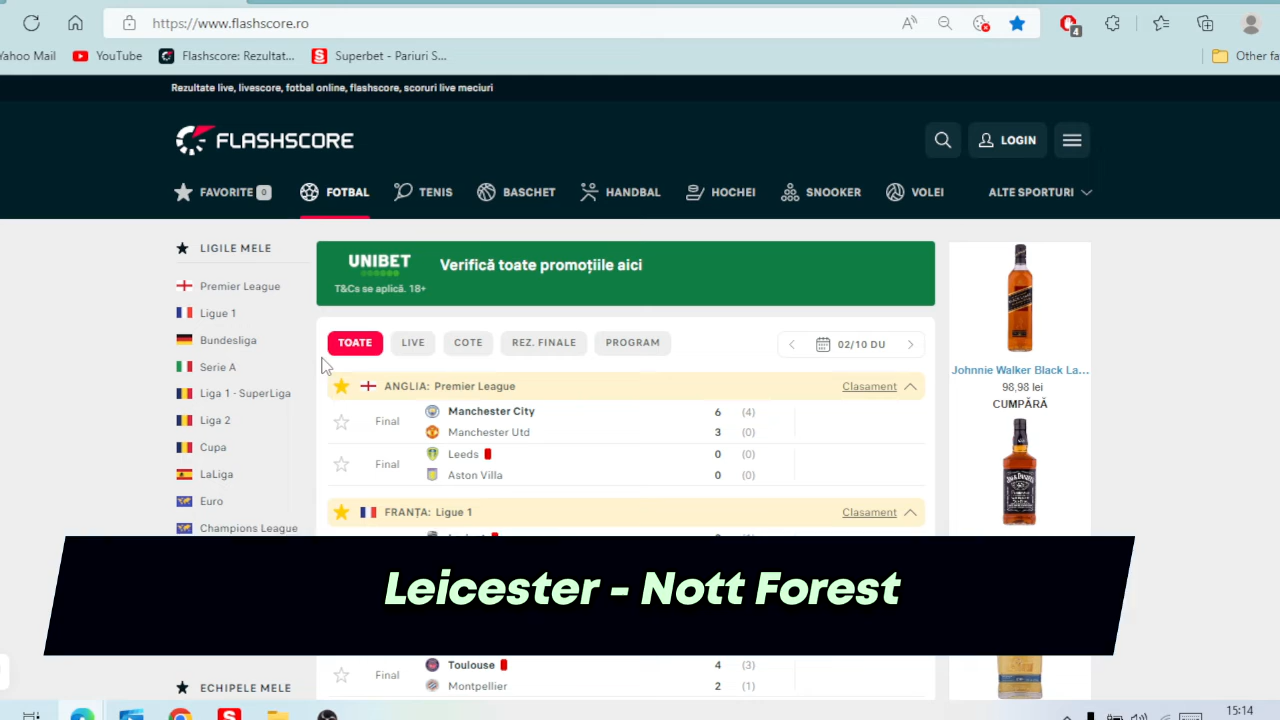 https://www.flashscore.ro
4
Yahoo Mail
YouTube
Flashscore: Rezultat...
Superbet - Pariuri S...
Other fa
Rezultate live, livescore, fotbal online, flashscore, scoruri live meciuri
FLASHSCORE
LOGIN
FAVORITE 0
FOTBAL
TENIS
BASCHET
HANDBAL
HOCHEI
SNOOKER
VOLEI
ALTE SPORTURI
LIGILE MELE
Premier League
Ligue 1
Bundesliga
Serie A
Liga 1 - SuperLiga
Liga 2
Cupa
LaLiga
Euro
Champions League
ECHIPELE MELE
UNIBET
Verifică toate promoțiile aici
T&Cs se aplică. 18+
TOATE
LIVE
COTE
REZ. FINALE
PROGRAM
02/10 DU
ANGLIA: Premier League
Clasament
Final
Manchester City 6 (4)
Manchester Utd 3 (0)
Final
Leeds 0 (0)
Aston Villa 0 (0)
FRANȚA: Ligue 1
Clasament
Leicester - Nott Forest
Final
Toulouse 4 (3)
Montpellier 2 (1)
Johnnie Walker Black La...
98,98 lei
CUMPĂRĂ
15:14